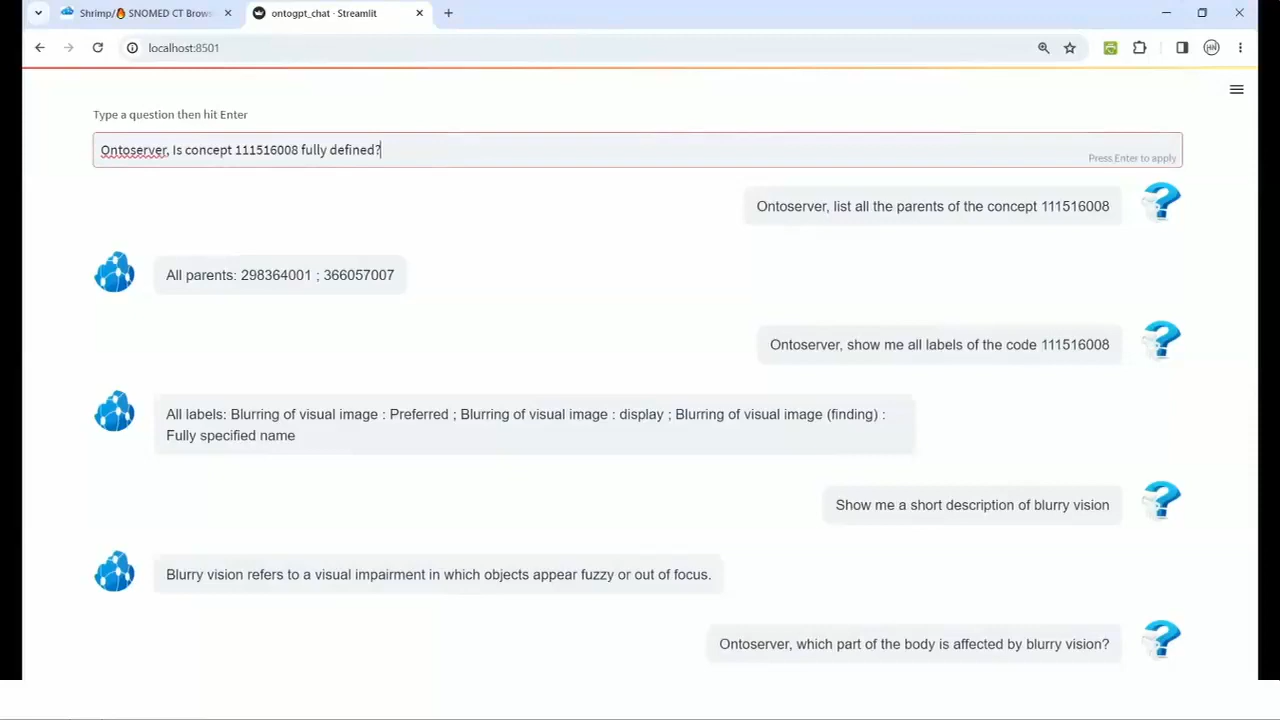 Shrimp/🔥 SNOMED CT Brows
ontogpt_chat · Streamlit
localhost:8501
HN
Type a question then hit Enter
Ontoserver, Is concept 111516008 fully defined?
Press Enter to apply
Ontoserver, list all the parents of the concept 111516008
All parents: 298364001 ; 366057007
Ontoserver, show me all labels of the code 111516008
All labels: Blurring of visual image : Preferred ; Blurring of visual image : display ; Blurring of visual image (finding) :
Fully specified name
Show me a short description of blurry vision
Blurry vision refers to a visual impairment in which objects appear fuzzy or out of focus.
Ontoserver, which part of the body is affected by blurry vision?